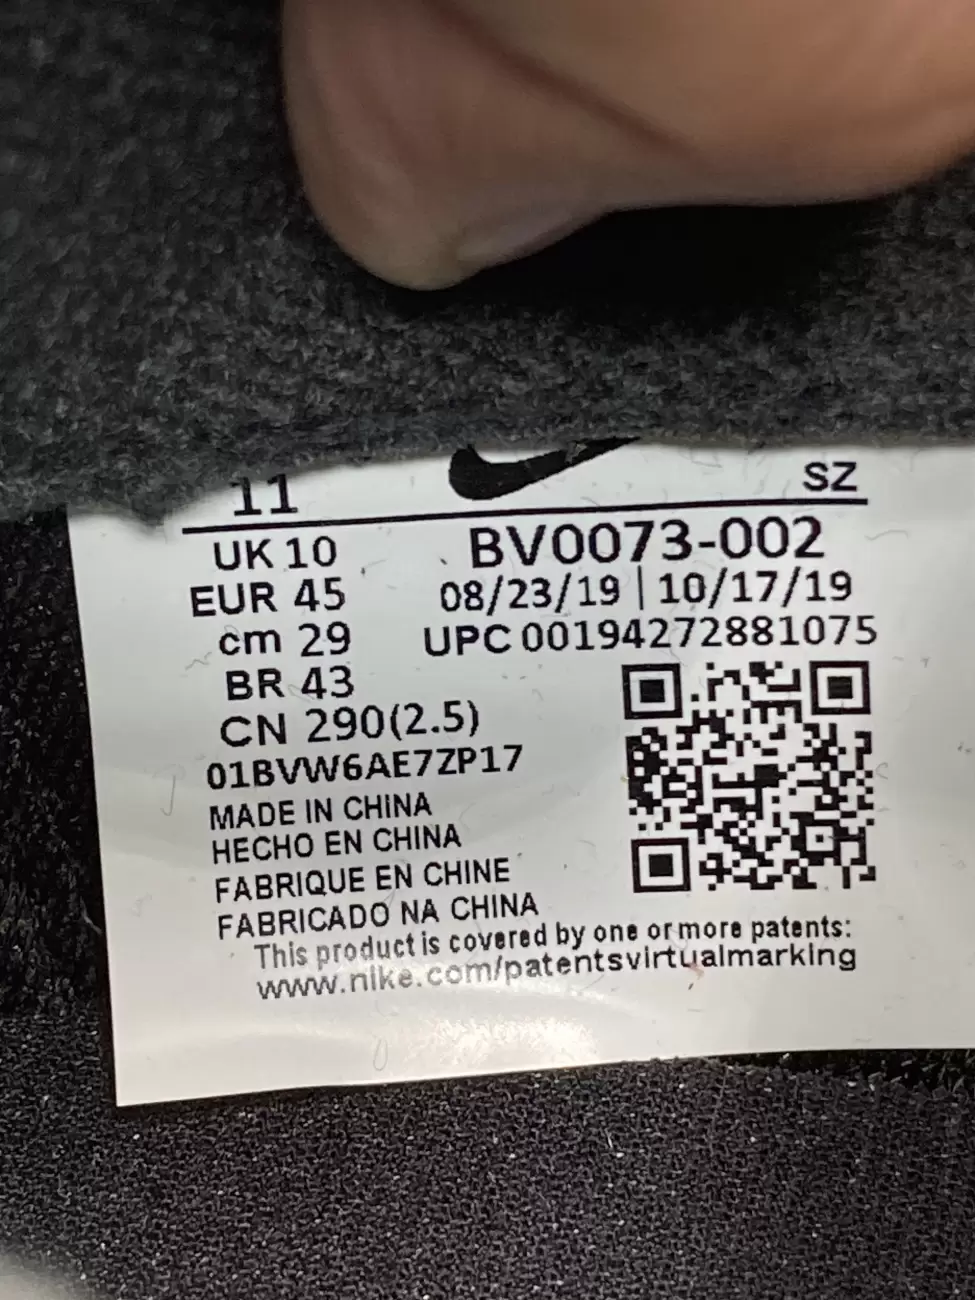 11 SZ
UK 10 BV0073-002
EUR 45 08/23/19 | 10/17/19
cm 29 UPC 00194272881075
BR 43
CN 290(2.5)
01BVW6AE7ZP17
MADE IN CHINA
HECHO EN CHINA
FABRIQUE EN CHINE
FABRICADO NA CHINA
This product is covered by one or more patents:
www.nike.com/patentsvirtualmarking